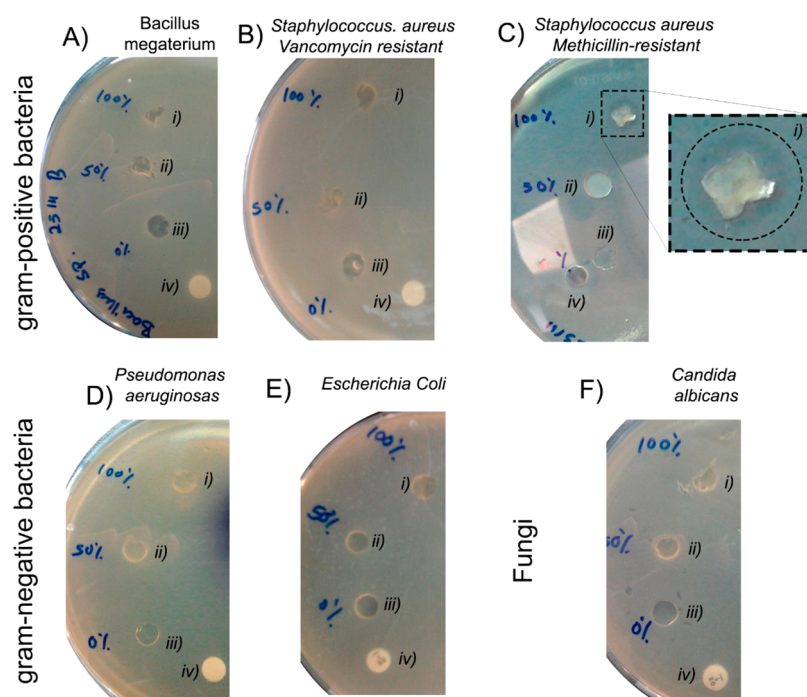 A)
Bacillus
megaterium
B)
Staphylococcus. aureus
Vancomycin resistant
C)
Staphylococcus aureus
Methicillin-resistant
gram-positive bacteria
100%
i)
50%
ii)
iii)
0%
iv)
Bacillus sp.
100%
i)
50%
ii)
iii)
iv)
0%
100%
i)
i)
50%
ii)
iii)
%
iv)
D)
Pseudomonas
aeruginosas
E)
Escherichia Coli
F)
Candida
albicans
gram-negative bacteria
100%
i)
50%
ii)
0%
iii)
iv)
100%
i)
50%
ii)
0%
iii)
iv)
Fungi
100%
i)
50%
ii)
iii)
0%
iv)